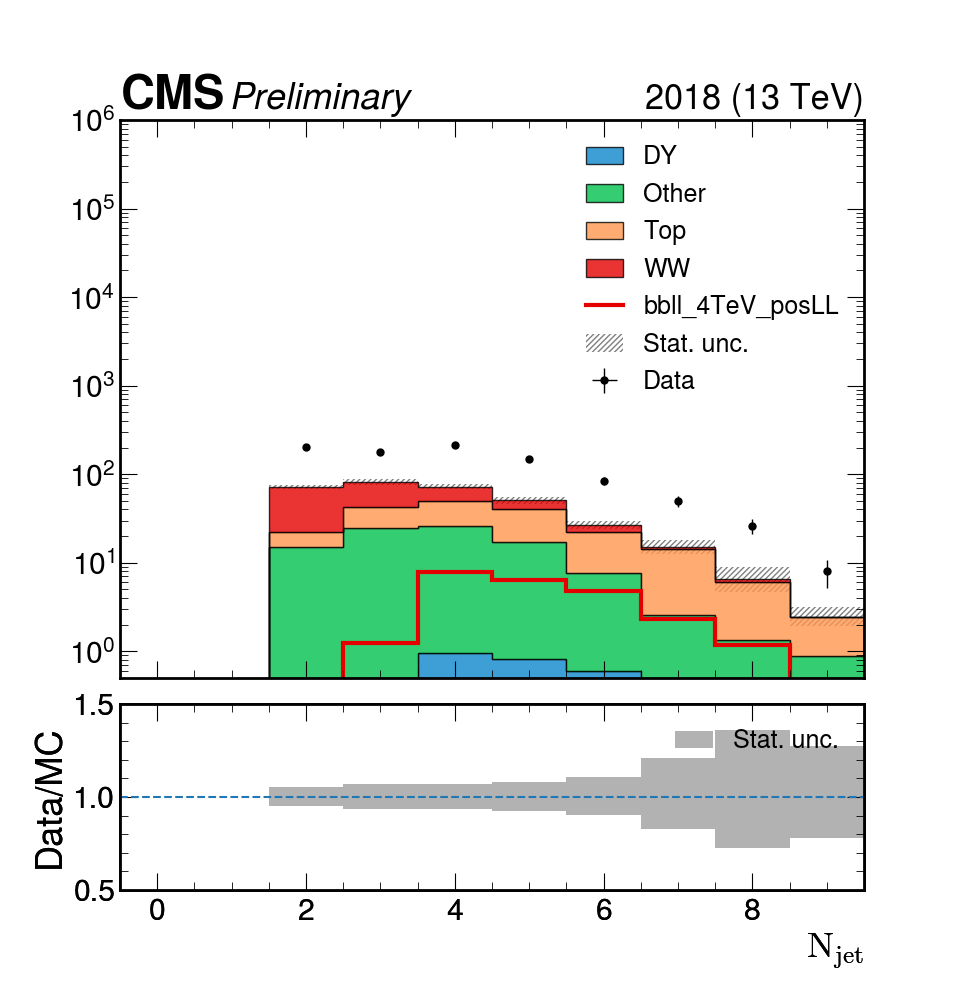 CMS Preliminary 2018 (13 TeV)
10^6
10^5
10^4
10^3
10^2
10^1
10^0
DY
Other
Top
WW
bbll_4TeV_posLL
Stat. unc.
Data
1.5
1.0
0.5
Data/MC
Stat. unc.
0 2 4 6 8
N_jet